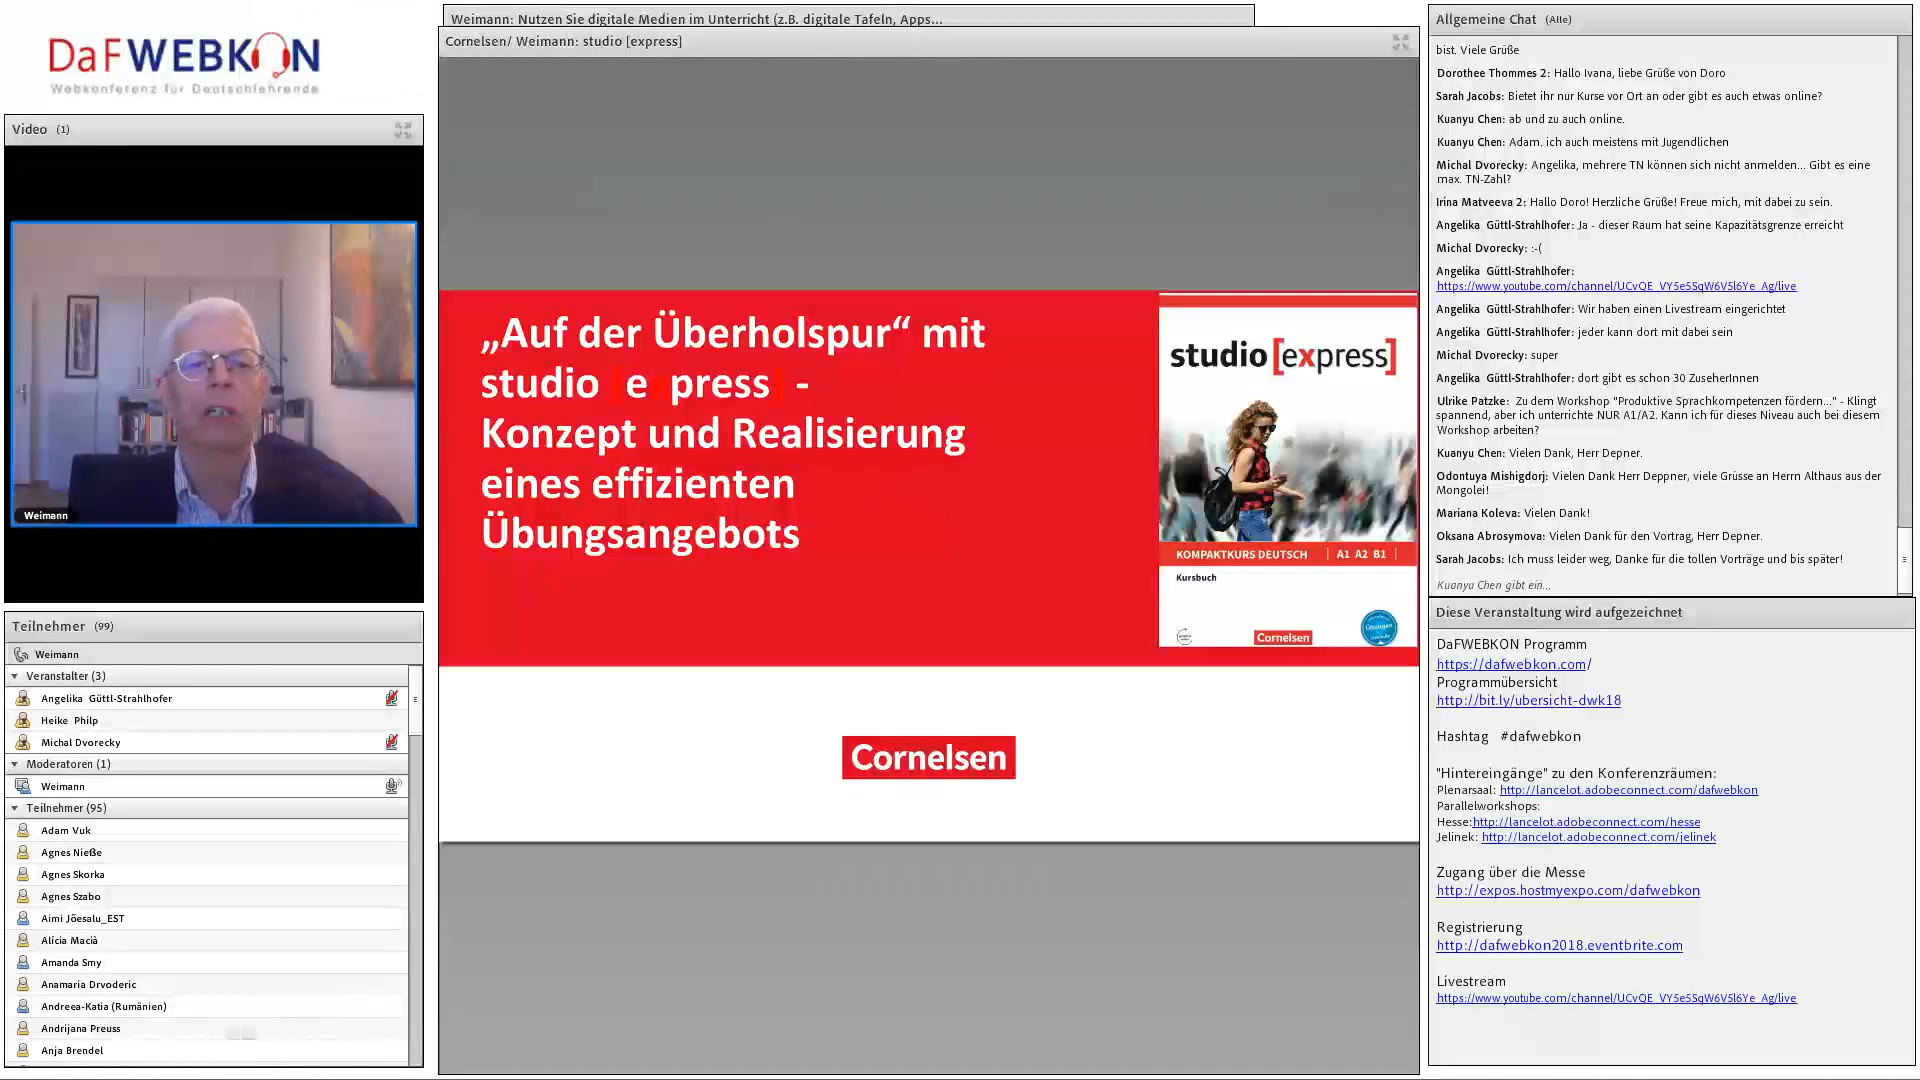 DaFWEBKON
Webkonferenz für Deutschlehrende
Video (1)
Weimann
Teilnehmer (99)
Weimann
Veranstalter (3)
Angelika Güttl-Strahlhofer
Heike Philp
Michal Dvorecky
Moderatoren (1)
Weimann
Teilnehmer (95)
Adam Vuk
Agnes Nieße
Agnes Skorka
Agnes Szabo
Aimi Jõesalu_EST
Alícia Macià
Amanda Smy
Anamaria Drvoderic
Andreea-Katia (Rumänien)
Andrijana Preuss
Anja Brendel
Weimann: Nutzen Sie digitale Medien im Unterricht (z.B. digitale Tafeln, Apps...
Cornelsen/ Weimann: studio [express]
„Auf der Überholspur“ mit
studio e press -
Konzept und Realisierung
eines effizienten
Übungsangebots
studio [express]
KOMPAKTKURS DEUTSCH | A1 A2 B1 |
Kursbuch
Cornelsen
Cornelsen
Allgemeine Chat (Alle)
bist. Viele Grüße
Dorothee Thommes 2: Hallo Ivana, liebe Grüße von Doro
Sarah Jacobs: Bietet ihr nur Kurse vor Ort an oder gibt es auch etwas online?
Kuanyu Chen: ab und zu auch online.
Kuanyu Chen: Adam. ich auch meistens mit Jugendlichen
Michal Dvorecky: Angelika, mehrere TN können sich nicht anmelden... Gibt es eine
max. TN-Zahl?
Irina Matveeva 2: Hallo Doro! Herzliche Grüße! Freue mich, mit dabei zu sein.
Angelika Güttl-Strahlhofer: Ja - dieser Raum hat seine Kapazitätsgrenze erreicht
Michal Dvorecky: :-(
Angelika Güttl-Strahlhofer:
https://www.youtube.com/channel/UCvQE_VY5e5SqW6V5l6Ye_Ag/live
Angelika Güttl-Strahlhofer: Wir haben einen Livestream eingerichtet
Angelika Güttl-Strahlhofer: jeder kann dort mit dabei sein
Michal Dvorecky: super
Angelika Güttl-Strahlhofer: dort gibt es schon 30 ZuseherInnen
Ulrike Patzke: Zu dem Workshop "Produktive Sprachkompetenzen fördern..." - Klingt
spannend, aber ich unterrichte NUR A1/A2. Kann ich für dieses Niveau auch bei diesem
Workshop arbeiten?
Kuanyu Chen: Vielen Dank, Herr Depner.
Odontuya Mishigdorj: Vielen Dank Herr Deppner, viele Grüsse an Herrn Althaus aus der
Mongolei!
Mariana Koleva: Vielen Dank!
Oksana Abrosymova: Vielen Dank für den Vortrag, Herr Depner.
Sarah Jacobs: Ich muss leider weg, Danke für die tollen Vorträge und bis später!
Kuanyu Chen gibt ein...
Diese Veranstaltung wird aufgezeichnet
DaFWEBKON Programm
https://dafwebkon.com/
Programmübersicht
http://bit.ly/ubersicht-dwk18
Hashtag #dafwebkon
"Hintereingänge" zu den Konferenzräumen:
Plenarsaal: http://lancelot.adobeconnect.com/dafwebkon
Parallelworkshops:
Hesse:http://lancelot.adobeconnect.com/hesse
Jelinek: http://lancelot.adobeconnect.com/jelinek
Zugang über die Messe
http://expos.hostmyexpo.com/dafwebkon
Registrierung
http://dafwebkon2018.eventbrite.com
Livestream
https://www.youtube.com/channel/UCvQE_VY5e5SqW6V5l6Ye_Ag/live